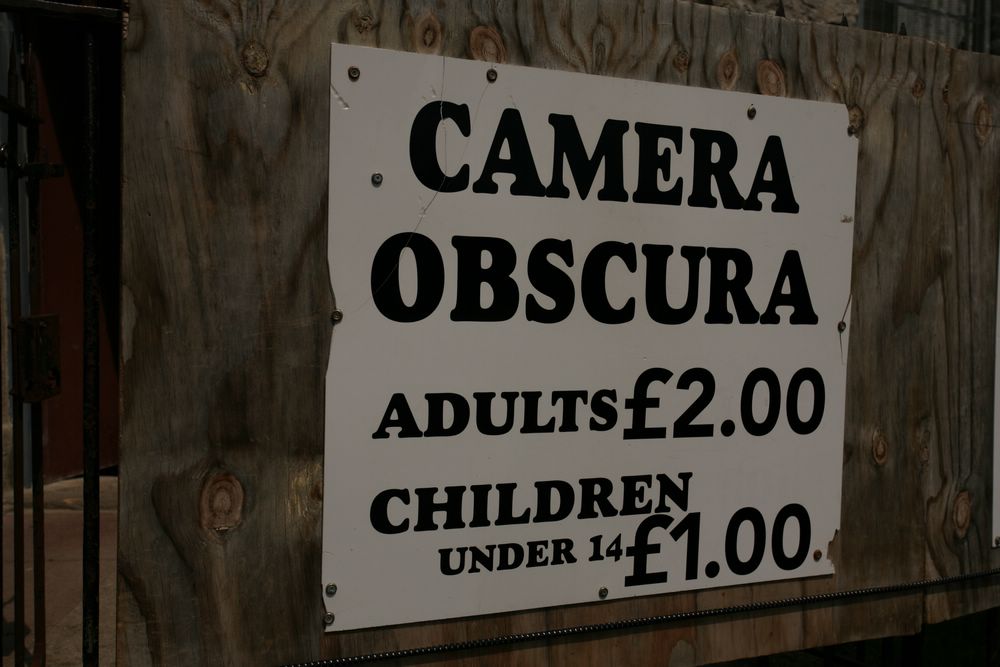 CAMERA
OBSCURA
ADULTS £2.00
CHILDREN
UNDER 14 £1.00